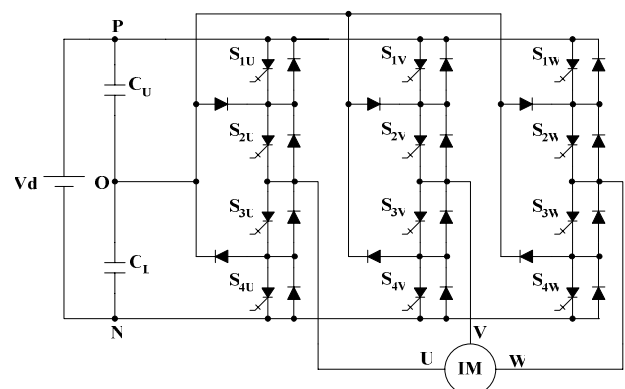 P
S1U
S1V
S1W
CU
S2U
S2V
S2W
Vd
O
S3U
S3V
S3W
CL
S4U
S4V
S4W
N
V
U
IM
W